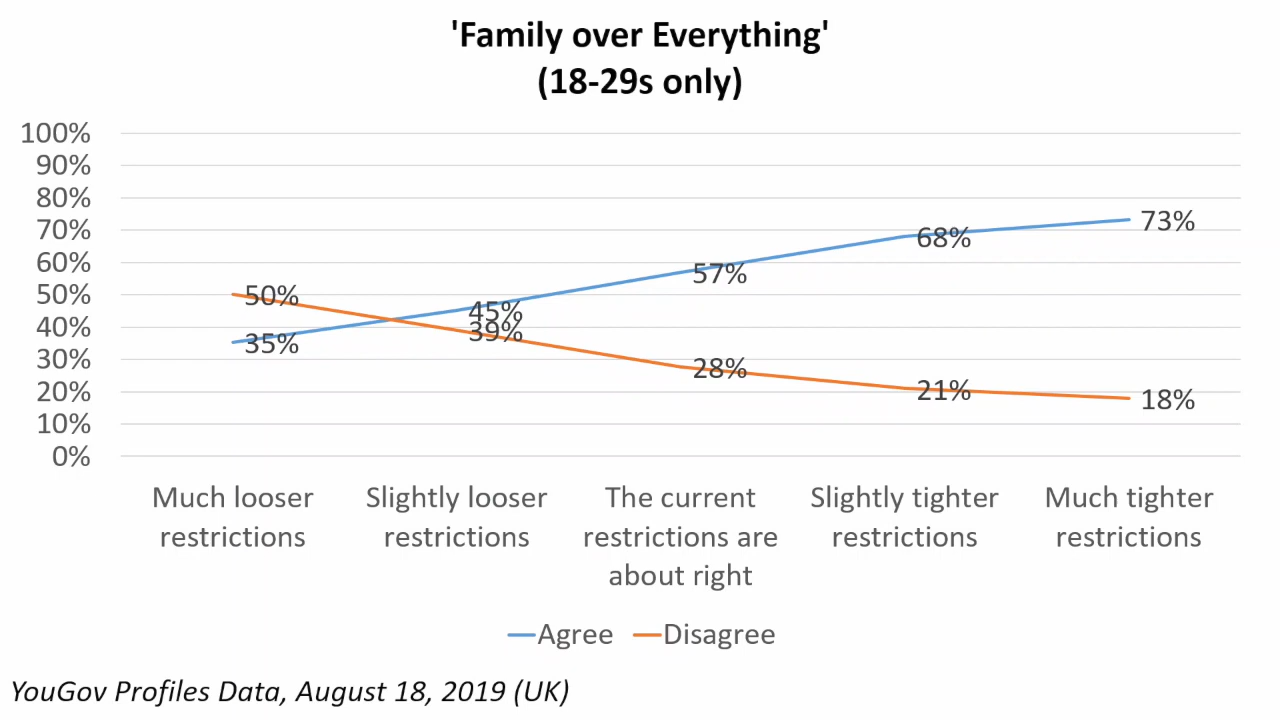 'Family over Everything'
(18-29s only)
100%
90%
80%
70%
60%
50%
40%
30%
20%
10%
0%
50%
35%
45%
39%
57%
28%
68%
21%
73%
18%
Much looser
restrictions
Slightly looser
restrictions
The current
restrictions are
about right
Slightly tighter
restrictions
Much tighter
restrictions
Agree
Disagree
YouGov Profiles Data, August 18, 2019 (UK)